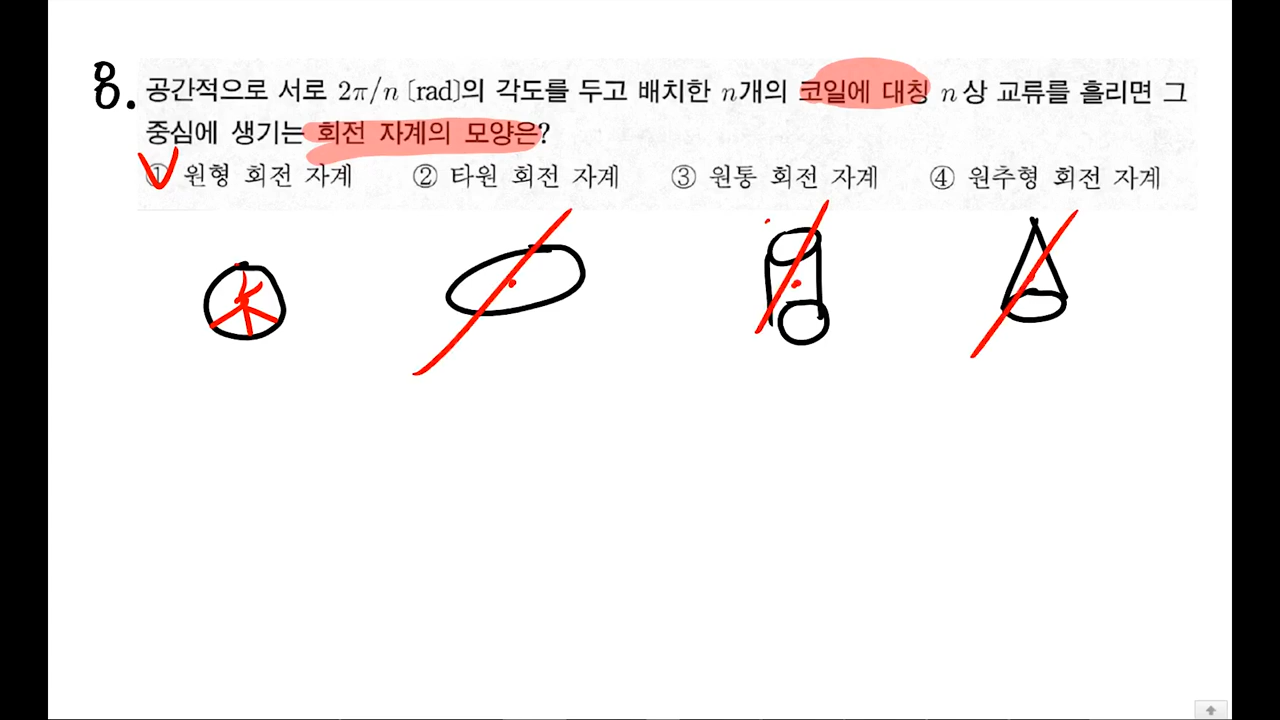 8. 공간적으로 서로 2π/n [rad]의 각도를 두고 배치한 n개의 코일에 대칭 n상 교류를 흘리면 그
중심에 생기는 회전 자계의 모양은?
① 원형 회전 자계 ② 타원 회전 자계 ③ 원통 회전 자계 ④ 원추형 회전 자계